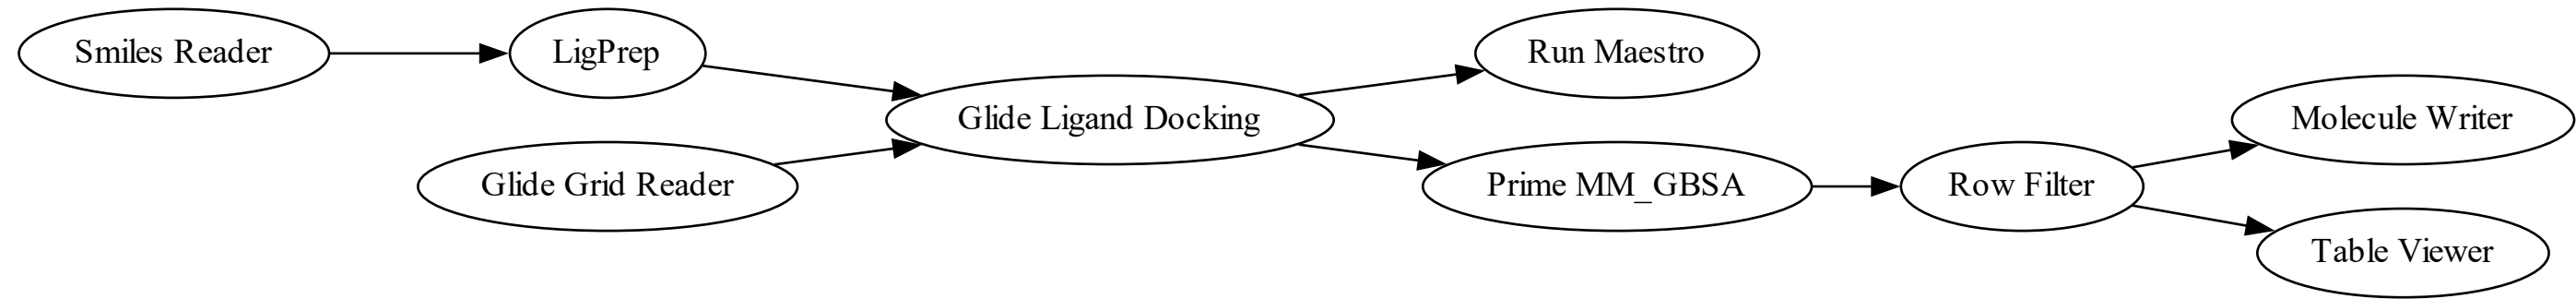 Smiles Reader
LigPrep
Glide Grid Reader
Glide Ligand Docking
Run Maestro
Prime MM_GBSA
Row Filter
Molecule Writer
Table Viewer